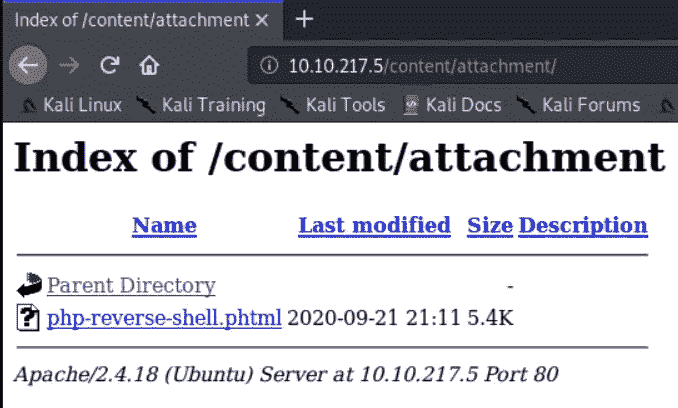 Index of /content/attachment
10.10.217.5/content/attachment/
Kali Linux Kali Training Kali Tools Kali Docs Kali Forums
Index of /content/attachment
Name Last modified Size Description
Parent Directory -
php-reverse-shell.phtml 2020-09-21 21:11 5.4K
Apache/2.4.18 (Ubuntu) Server at 10.10.217.5 Port 80